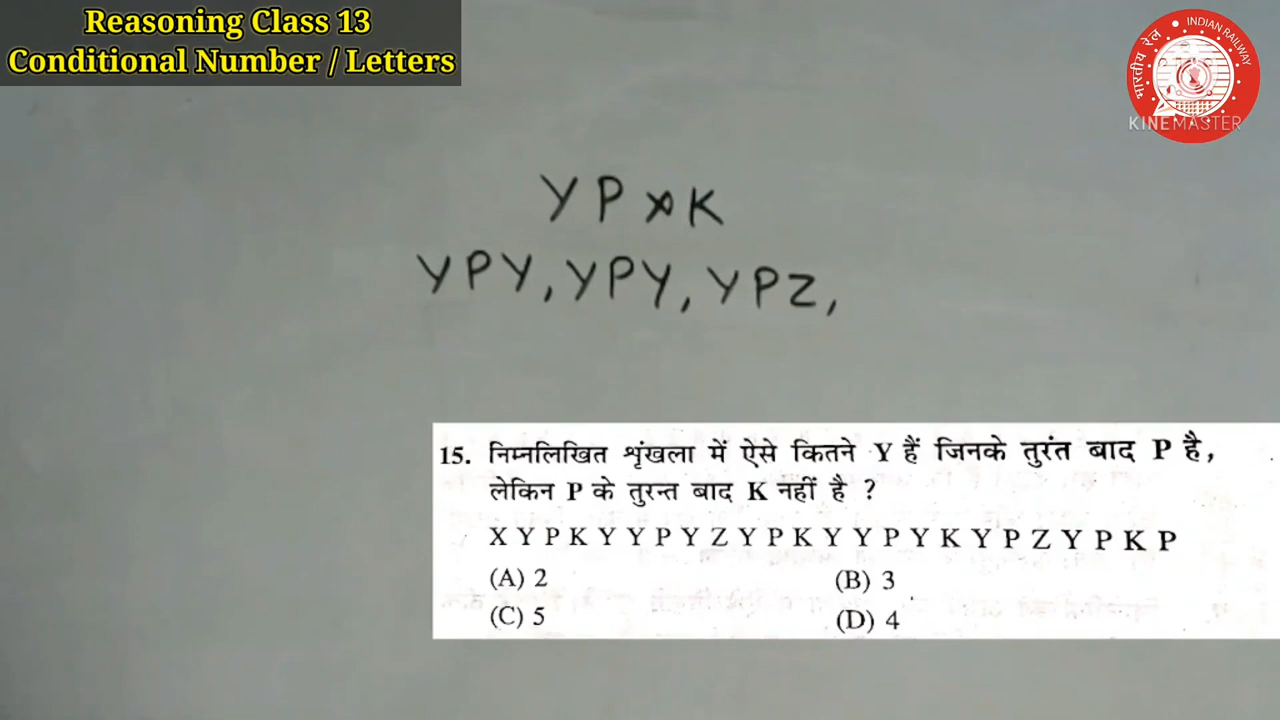 Reasoning Class 13
Conditional Number / Letters
भारतीय रेल
INDIAN RAILWAY
KINEMASTER
Y P K
YPY, YPY, YPZ,
15. निम्नलिखित शृंखला में ऐसे कितने Y हैं जिनके तुरंत बाद P है,
लेकिन P के तुरन्त बाद K नहीं है ?
X Y P K Y Y P Y Z Y P K Y Y P Y K Y P Z Y P K P
(A) 2
(B) 3
(C) 5
(D) 4